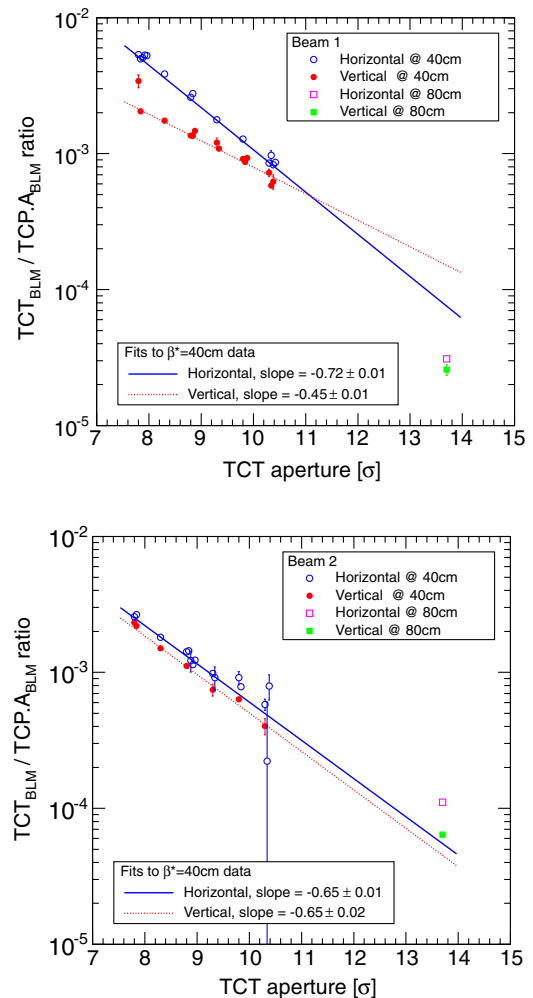 10⁻²
10⁻³
10⁻⁴
10⁻⁵
TCT_BLM / TCP.A_BLM ratio
Beam 1
Horizontal @ 40cm
Vertical @ 40cm
Horizontal @ 80cm
Vertical @ 80cm
Fits to β*=40cm data
Horizontal, slope = -0.72 ± 0.01
Vertical, slope = -0.45 ± 0.01
7 8 9 10 11 12 13 14 15
TCT aperture [σ]
10⁻²
10⁻³
10⁻⁴
10⁻⁵
TCT_BLM / TCP.A_BLM ratio
Beam 2
Horizontal @ 40cm
Vertical @ 40cm
Horizontal @ 80cm
Vertical @ 80cm
Fits to β*=40cm data
Horizontal, slope = -0.65 ± 0.01
Vertical, slope = -0.65 ± 0.02
7 8 9 10 11 12 13 14 15
TCT aperture [σ]